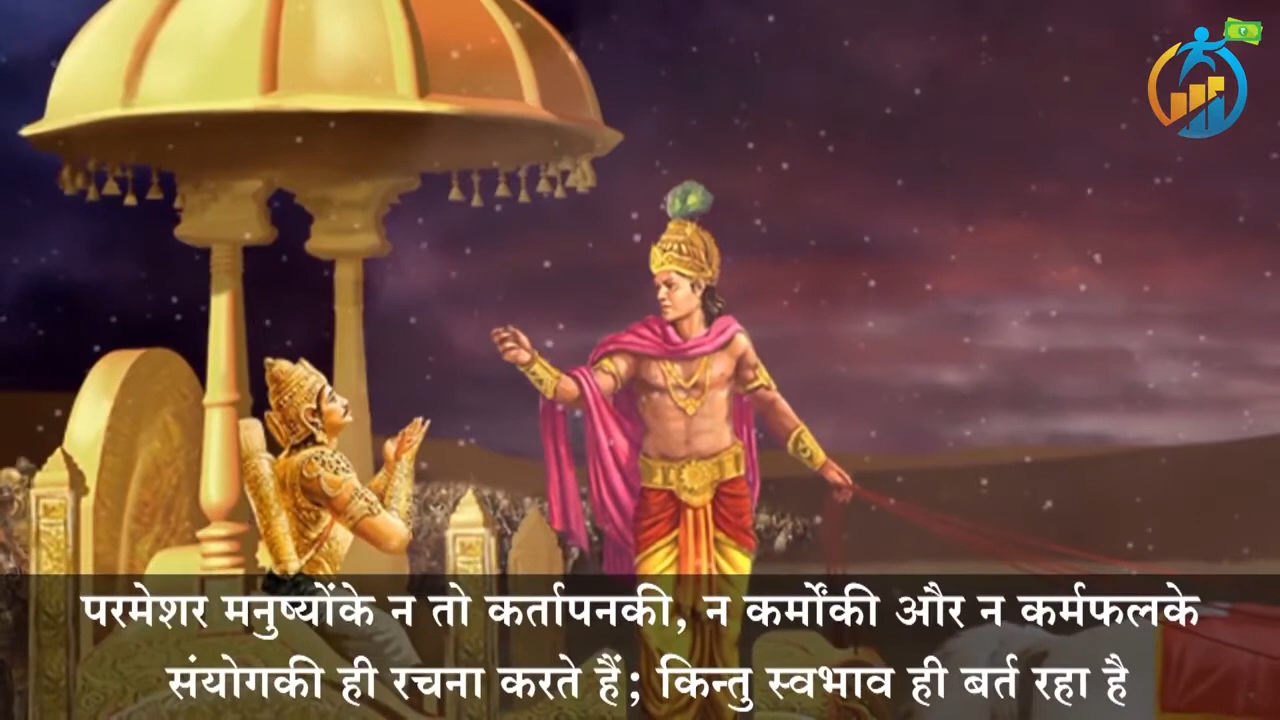 परमेशर मनुष्योंके न तो कर्तापनकी, न कर्मोंकी और न कर्मफलके
संयोगकी ही रचना करते हैं; किन्तु स्वभाव ही बर्त रहा है